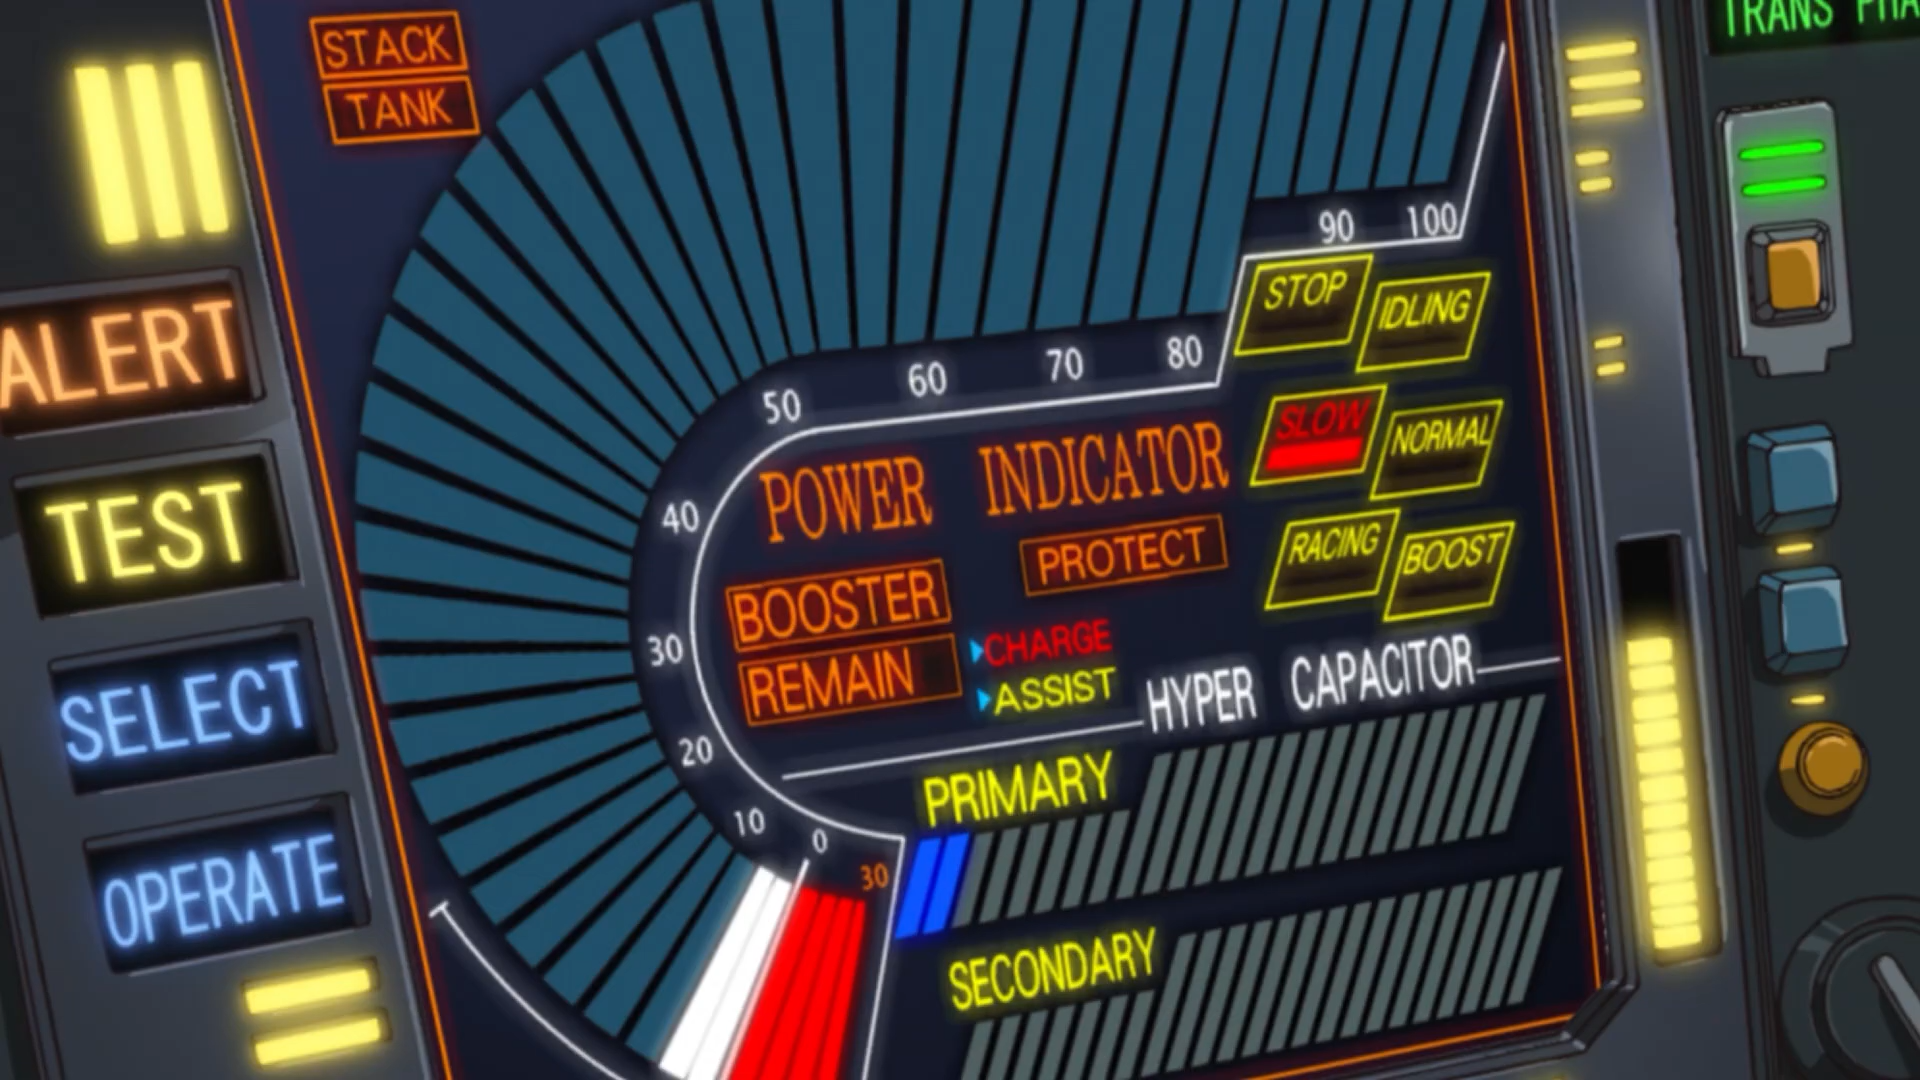 STACK
TANK
TRANS PHA
ALERT
TEST
SELECT
OPERATE
90 100
50 60 70 80
40
30
20
10
0
30
STOP
IDLING
SLOW
NORMAL
RACING
BOOST
POWER INDICATOR
PROTECT
BOOSTER
REMAIN
CHARGE
ASSIST
HYPER CAPACITOR
PRIMARY
SECONDARY